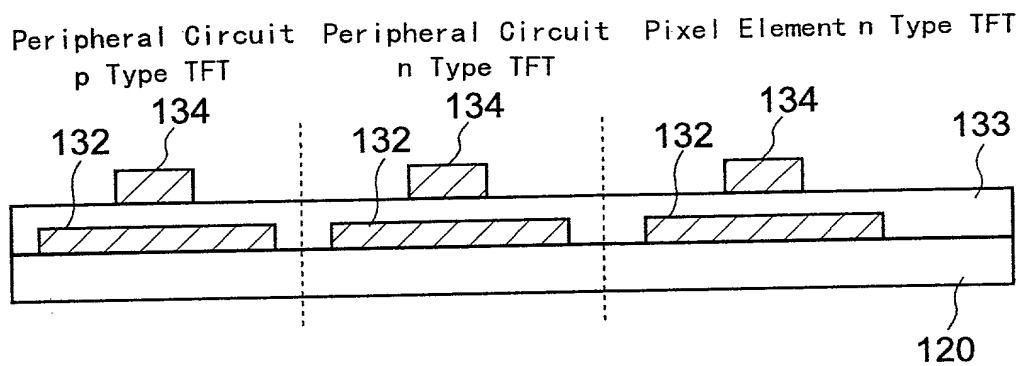 Peripheral Circuit
p Type TFT
Peripheral Circuit
n Type TFT
Pixel Element n Type TFT
134
132
134
132
134
132
133
120